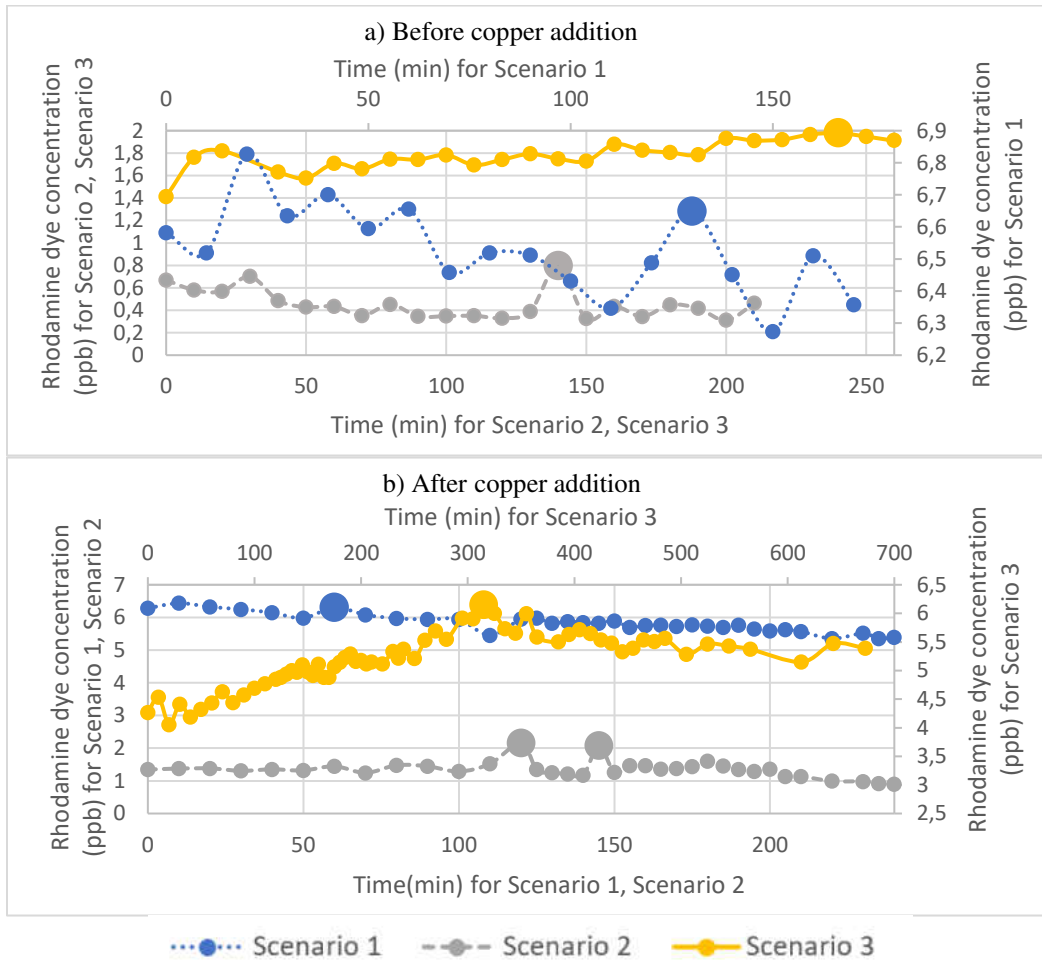 a) Before copper addition
Time (min) for Scenario 1
0 50 100 150
Rhodamine dye concentration
(ppb) for Scenario 2, Scenario 3
2
1,8
1,6
1,4
1,2
1
0,8
0,6
0,4
0,2
0
6,9
6,8
6,7
6,6
6,5
6,4
6,3
6,2
Rhodamine dye concentration
(ppb) for Scenario 1
0 50 100 150 200 250
Time (min) for Scenario 2, Scenario 3
b) After copper addition
Time (min) for Scenario 3
0 100 200 300 400 500 600 700
Rhodamine dye concentration
(ppb) for Scenario 1, Scenario 2
7
6
5
4
3
2
1
0
6,5
6
5,5
5
4,5
4
3,5
3
2,5
Rhodamine dye concentration
(ppb) for Scenario 3
0 50 100 150 200
Time(min) for Scenario 1, Scenario 2
Scenario 1 Scenario 2 Scenario 3